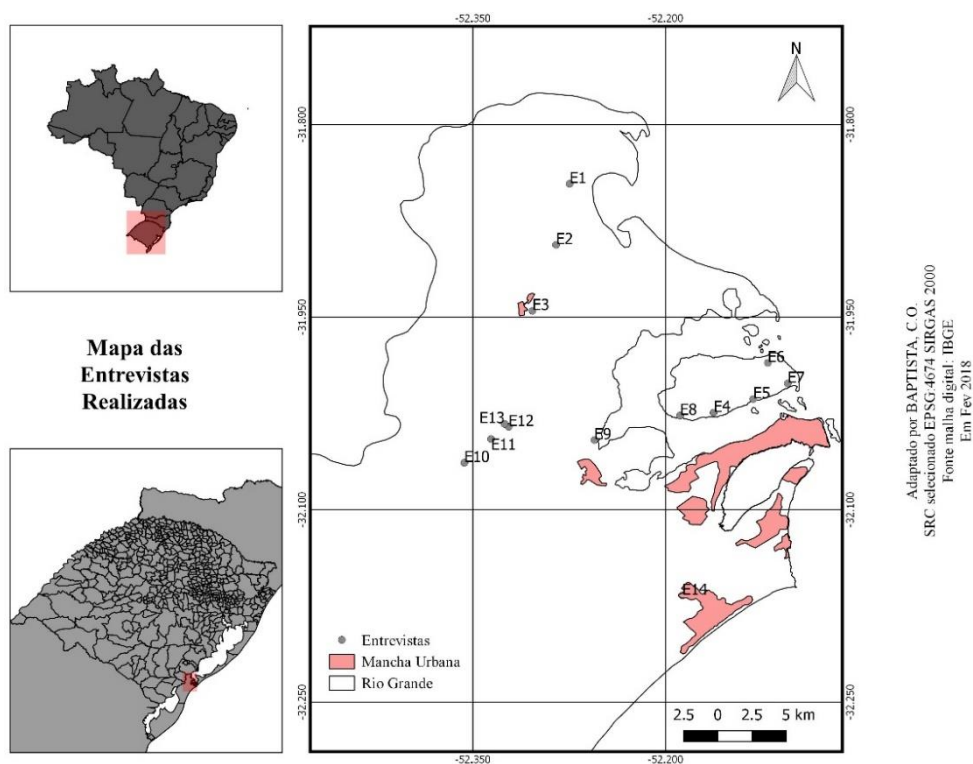 Mapa das
Entrevistas
Realizadas
-52.350
-52.200
N
-31.800
-31.800
E1
E2
-31.950
-31.950
E3
E6
E7
E5
E4
E8
E13
E12
E11
E9
E10
-32.100
-32.100
E14
Entrevistas
Mancha Urbana
Rio Grande
-32.250
-32.250
2.5 0 2.5 5 km
-52.350
-52.200
Adaptado por BAPTISTA, C.O.
SRC selecionado EPSG:4674 SIRGAS 2000
Fonte malha digital: IBGE
Em Fev 2018